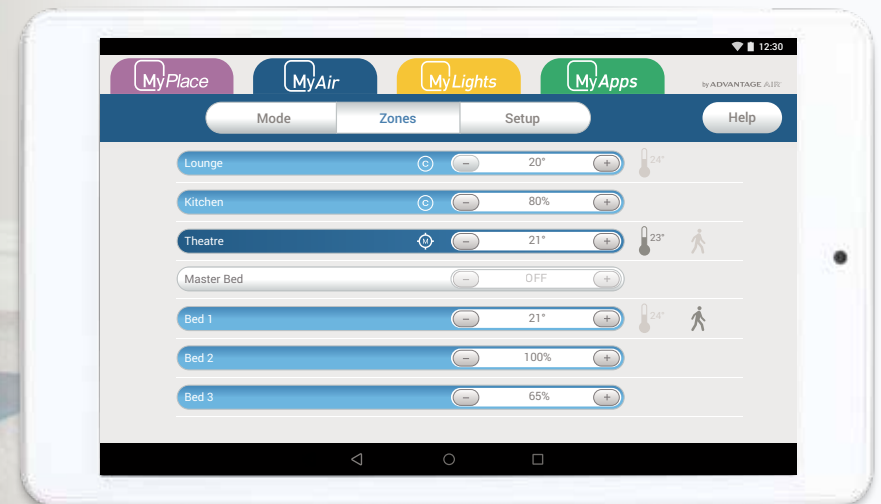 12:30
MyPlace MyAir MyLights MyApps by ADVANTAGE AIR
Mode Zones Setup Help
Lounge C − 20° + 24°
Kitchen C − 80% +
Theatre M − 21° + 23°
Master Bed − OFF +
Bed 1 − 21° + 24°
Bed 2 − 100% +
Bed 3 − 65% +